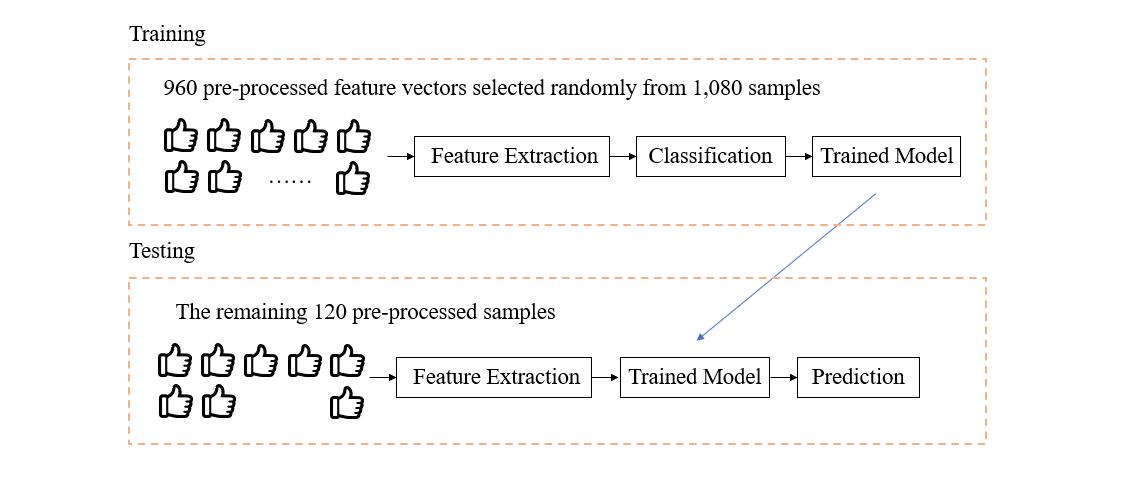 Training
960 pre-processed feature vectors selected randomly from 1,080 samples
Feature Extraction
Classification
Trained Model
......
Testing
The remaining 120 pre-processed samples
Feature Extraction
Trained Model
Prediction